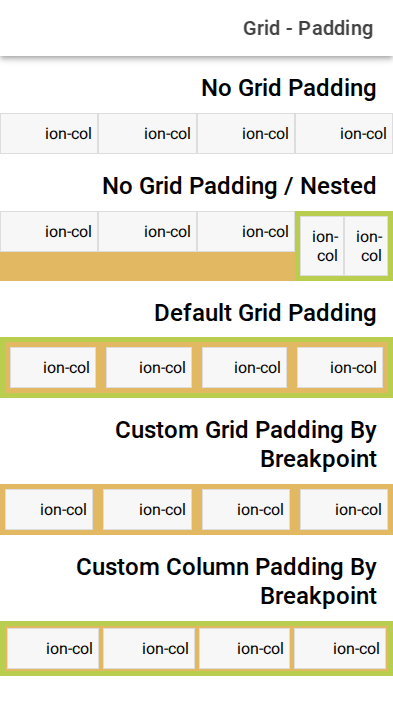 Grid - Padding
No Grid Padding
ion-col ion-col ion-col ion-col
No Grid Padding / Nested
ion-col ion-col ion-col ion-col ion-col
Default Grid Padding
ion-col ion-col ion-col ion-col
Custom Grid Padding By
Breakpoint
ion-col ion-col ion-col ion-col
Custom Column Padding By
Breakpoint
ion-col ion-col ion-col ion-col